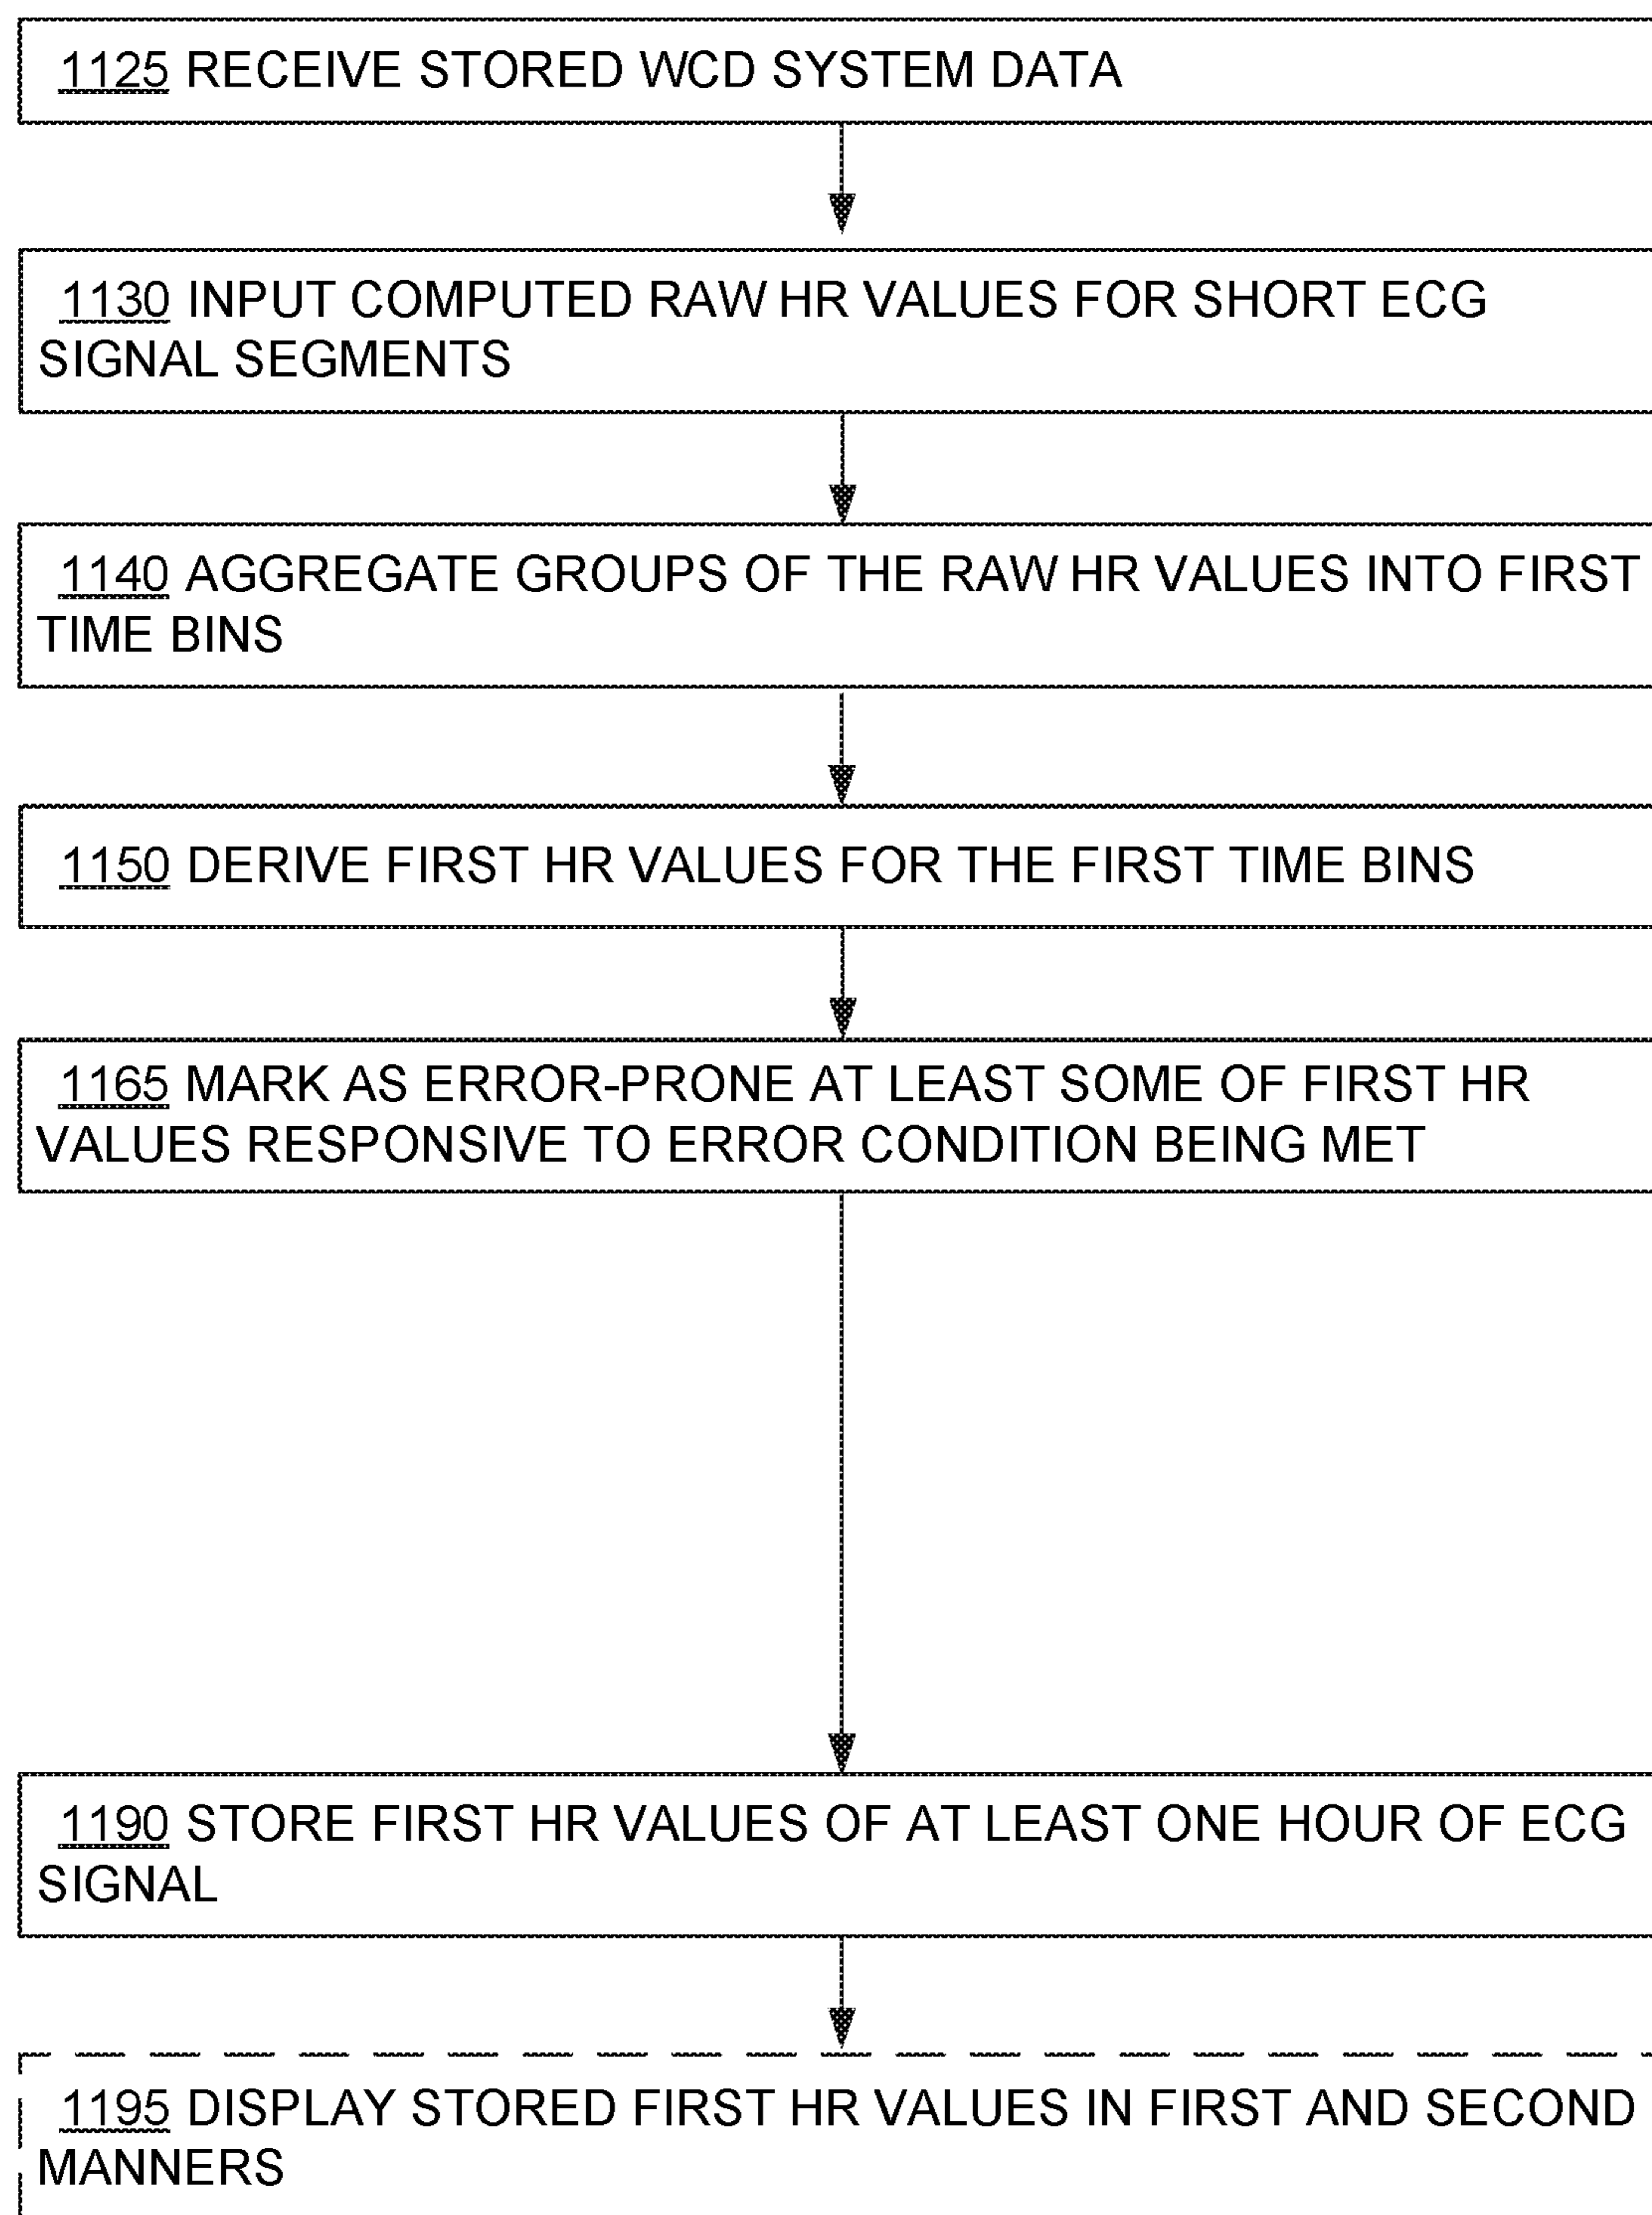 1125 RECEIVE STORED WCD SYSTEM DATA
1130 INPUT COMPUTED RAW HR VALUES FOR SHORT ECG
SIGNAL SEGMENTS
1140 AGGREGATE GROUPS OF THE RAW HR VALUES INTO FIRST
TIME BINS
1150 DERIVE FIRST HR VALUES FOR THE FIRST TIME BINS
1165 MARK AS ERROR-PRONE AT LEAST SOME OF FIRST HR
VALUES RESPONSIVE TO ERROR CONDITION BEING MET
1190 STORE FIRST HR VALUES OF AT LEAST ONE HOUR OF ECG
SIGNAL
1195 DISPLAY STORED FIRST HR VALUES IN FIRST AND SECOND
MANNERS